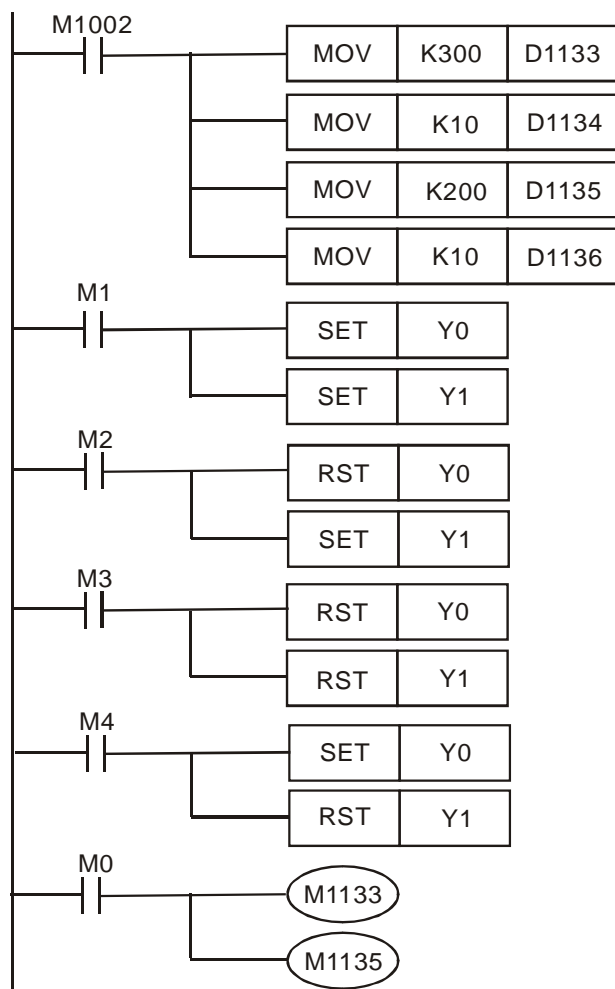 M1002
MOV K300 D1133
MOV K10 D1134
MOV K200 D1135
MOV K10 D1136
M1
SET Y0
SET Y1
M2
RST Y0
SET Y1
M3
RST Y0
RST Y1
M4
SET Y0
RST Y1
M0
M1133
M1135